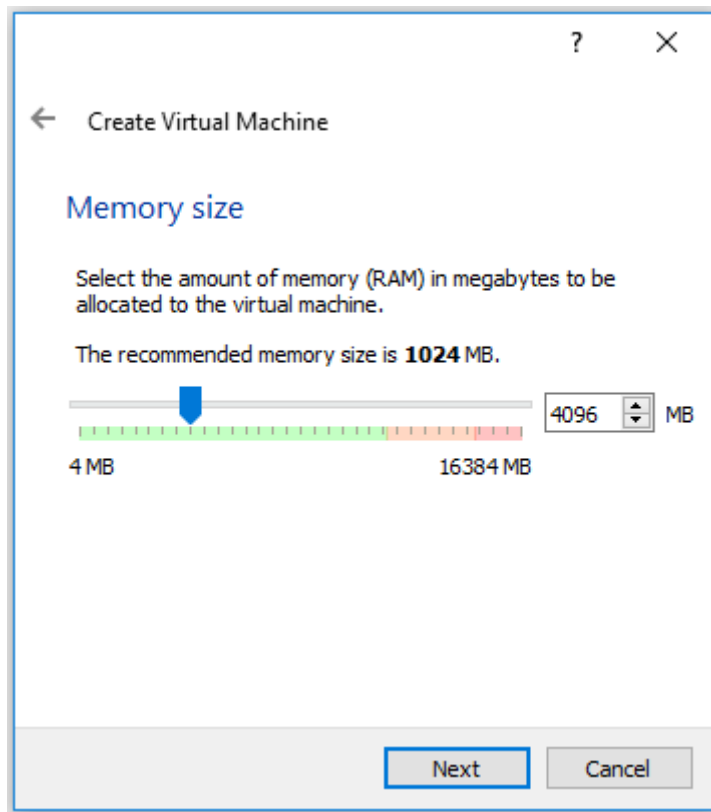 ?
Create Virtual Machine
Memory size
Select the amount of memory (RAM) in megabytes to be
allocated to the virtual machine.
The recommended memory size is 1024 MB.
4096 MB
4 MB 16384 MB
Next Cancel